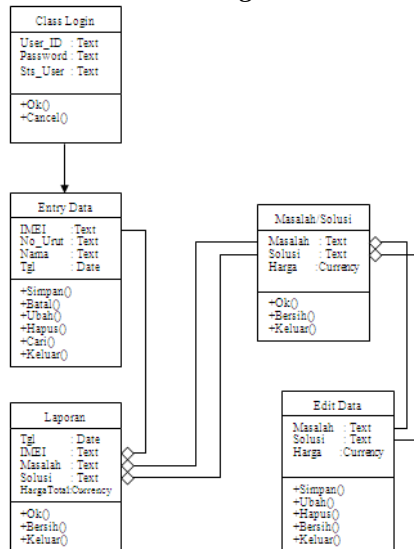 Class Login
User_ID : Text
Password : Text
Sts_User : Text
+Ok()
+Cancel()
Entry Data
IMEI :Text
No_Urut : Text
Nama : Text
Tgl : Date
+Simpan()
+Batal()
+Ubah()
+Hapus()
+Cari()
+Keluar()
Masalah/Solusi
Masalah : Text
Solusi : Text
Harga :Currency
+Ok()
+Bersih()
+Keluar()
Laporan
Tgl : Date
IMEI : Text
Masalah : Text
Solusi : Text
HargaTotal:Currency
+Ok()
+Bersih()
+Keluar()
Edit Data
Masalah : Text
Solusi : Text
Harga :Currency
+Simpan()
+Ubah()
+Hapus()
+Bersih()
+Keluar()